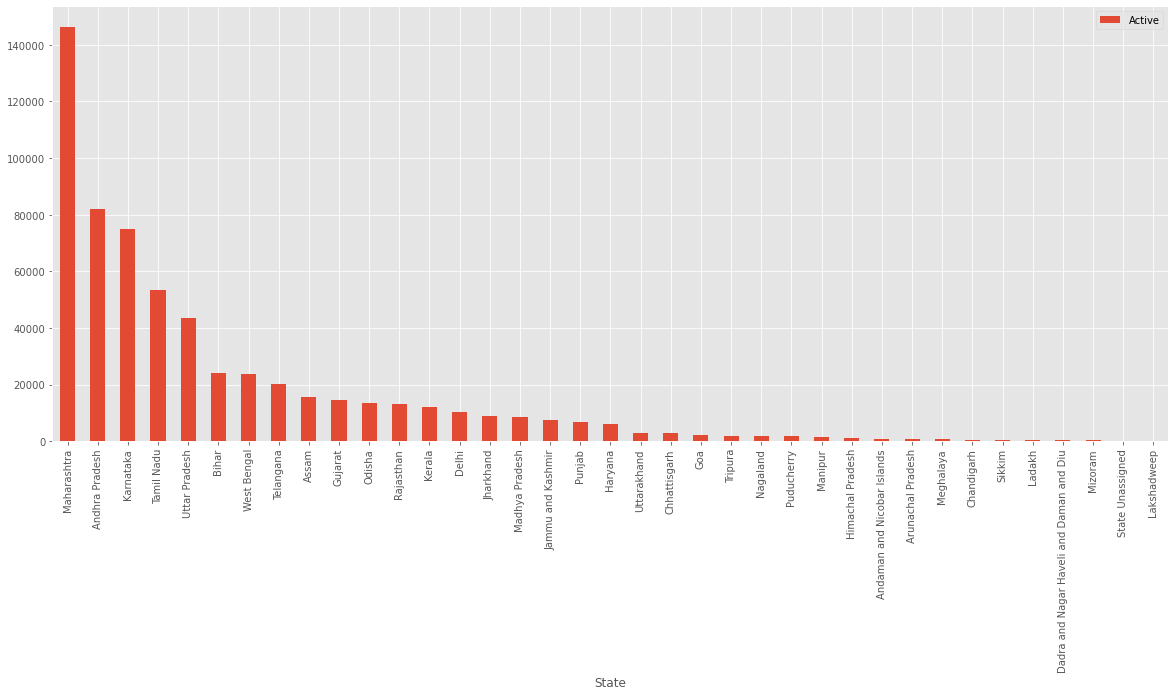 Active
140000
120000
100000
80000
60000
40000
20000
0
Maharashtra
Andhra Pradesh
Karnataka
Tamil Nadu
Uttar Pradesh
Bihar
West Bengal
Telangana
Assam
Gujarat
Odisha
Rajasthan
Kerala
Delhi
Jharkhand
Madhya Pradesh
Jammu and Kashmir
Punjab
Haryana
Uttarakhand
Chhattisgarh
Goa
Tripura
Nagaland
Puducherry
Manipur
Himachal Pradesh
Andaman and Nicobar Islands
Arunachal Pradesh
Meghalaya
Chandigarh
Sikkim
Ladakh
Dadra and Nagar Haveli and Daman and Diu
Mizoram
State Unassigned
Lakshadweep
State